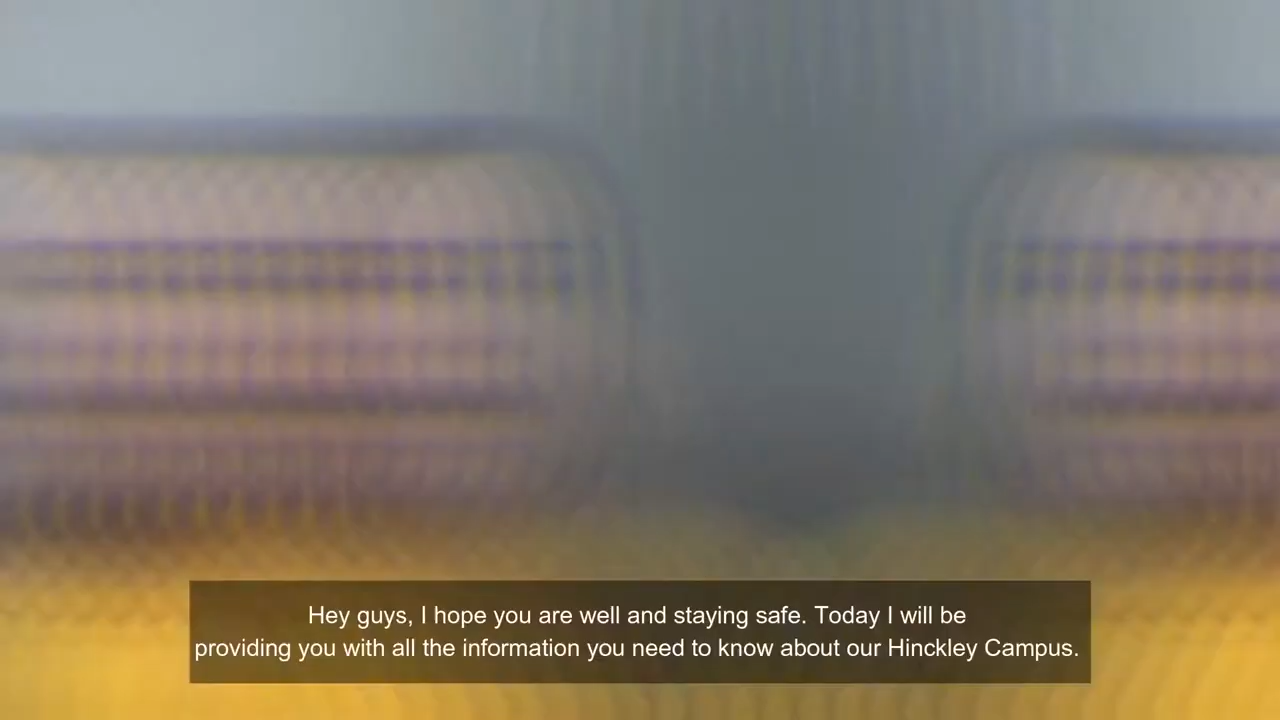 Hey guys, I hope you are well and staying safe. Today I will be
providing you with all the information you need to know about our Hinckley Campus.